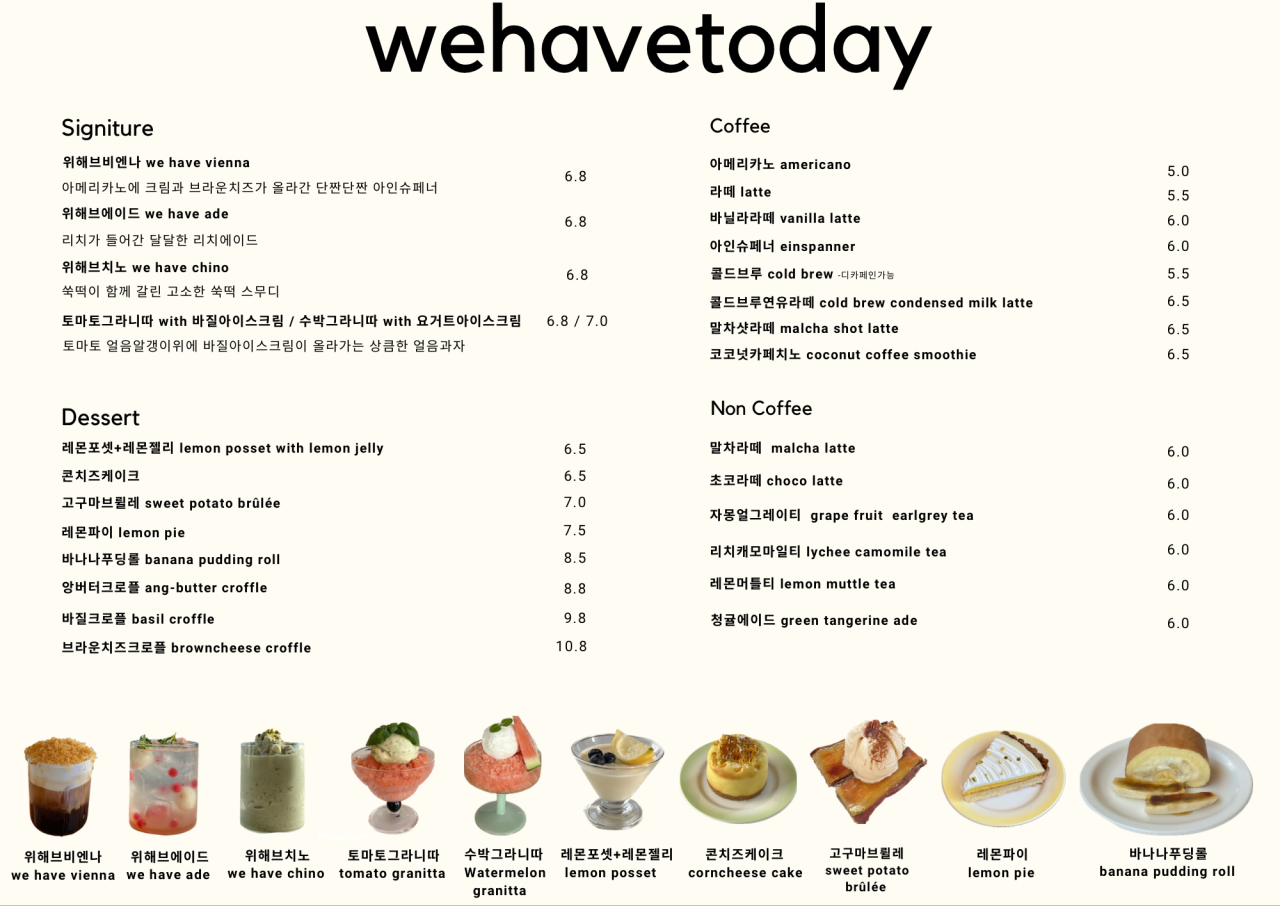 wehavetoday
Signiture
위해브비엔나 we have vienna
6.8
아메리카노에 크림과 브라운치즈가 올라간 단짠단짠 아인슈페너
위해브에이드 we have ade
6.8
리치가 들어간 달달한 리치에이드
위해브치노 we have chino
6.8
쑥떡이 함께 갈린 고소한 쑥떡 스무디
토마토그라니따 with 바질아이스크림 / 수박그라니따 with 요거트아이스크림 6.8 / 7.0
토마토 얼음알갱이위에 바질아이스크림이 올라가는 상큼한 얼음과자
Dessert
레몬포셋+레몬젤리 lemon posset with lemon jelly 6.5
콘치즈케이크 6.5
고구마브륄레 sweet potato brûlée 7.0
레몬파이 lemon pie 7.5
바나나푸딩롤 banana pudding roll 8.5
앙버터크로플 ang-butter croffle 8.8
바질크로플 basil croffle 9.8
브라운치즈크로플 browncheese croffle 10.8
Coffee
아메리카노 americano 5.0
라떼 latte 5.5
바닐라라떼 vanilla latte 6.0
아인슈페너 einspanner 6.0
콜드브루 cold brew -디카페인가능 5.5
콜드브루연유라떼 cold brew condensed milk latte 6.5
말차샷라떼 malcha shot latte 6.5
코코넛카페치노 coconut coffee smoothie 6.5
Non Coffee
말차라떼 malcha latte 6.0
초코라떼 choco latte 6.0
자몽얼그레이티 grape fruit earlgrey tea 6.0
리치캐모마일티 lychee camomile tea 6.0
레몬머틀티 lemon muttle tea 6.0
청귤에이드 green tangerine ade 6.0
위해브비엔나
we have vienna
위해브에이드
we have ade
위해브치노
we have chino
토마토그라니따
tomato granitta
수박그라니따
Watermelon
granitta
레몬포셋+레몬젤리
lemon posset
콘치즈케이크
corncheese cake
고구마브륄레
sweet potato
brûlée
레몬파이
lemon pie
바나나푸딩롤
banana pudding roll